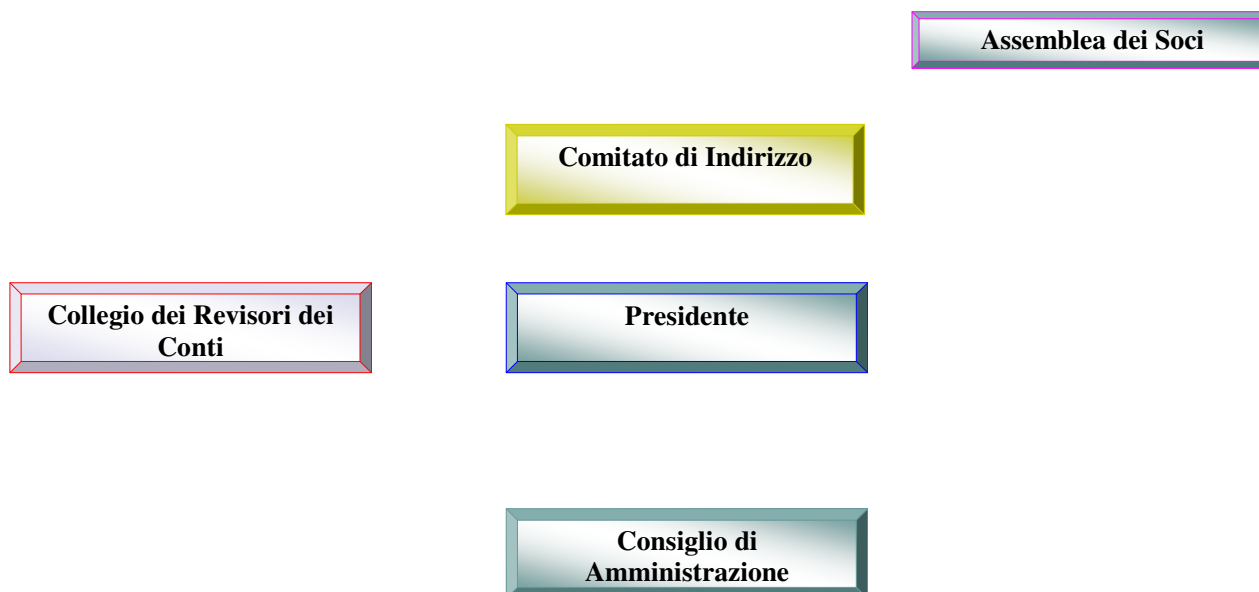 Assemblea dei Soci
Comitato di Indirizzo
Collegio dei Revisori dei
Conti
Presidente
Consiglio di
Amministrazione